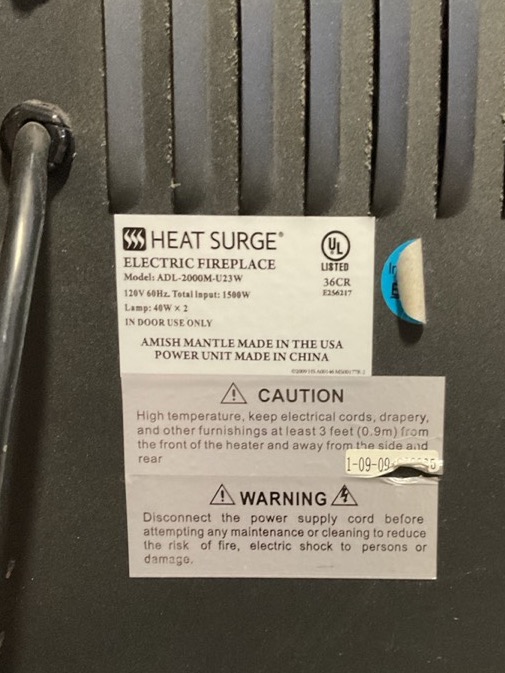 HEAT SURGE®
ELECTRIC FIREPLACE
Model: ADL-2000M-U23W
120V 60Hz. Total input: 1500W
Lamp: 40W × 2
IN DOOR USE ONLY
UL
LISTED
36CR
E256217
AMISH MANTLE MADE IN THE USA
POWER UNIT MADE IN CHINA
CAUTION
High temperature, keep electrical cords, drapery,
and other furnishings at least 3 feet (0.9m) from
the front of the heater and away from the side and
rear
1-09-09
WARNING
Disconnect the power supply cord before
attempting any maintenance or cleaning to reduce
the risk of fire, electric shock to persons or
damage.